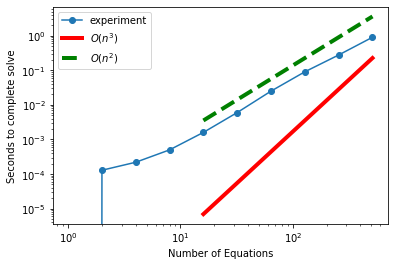 experiment
O(n³)
O(n²)
Seconds to complete solve
10⁰
10⁻¹
10⁻²
10⁻³
10⁻⁴
10⁻⁵
10⁰ 10¹ 10²
Number of Equations